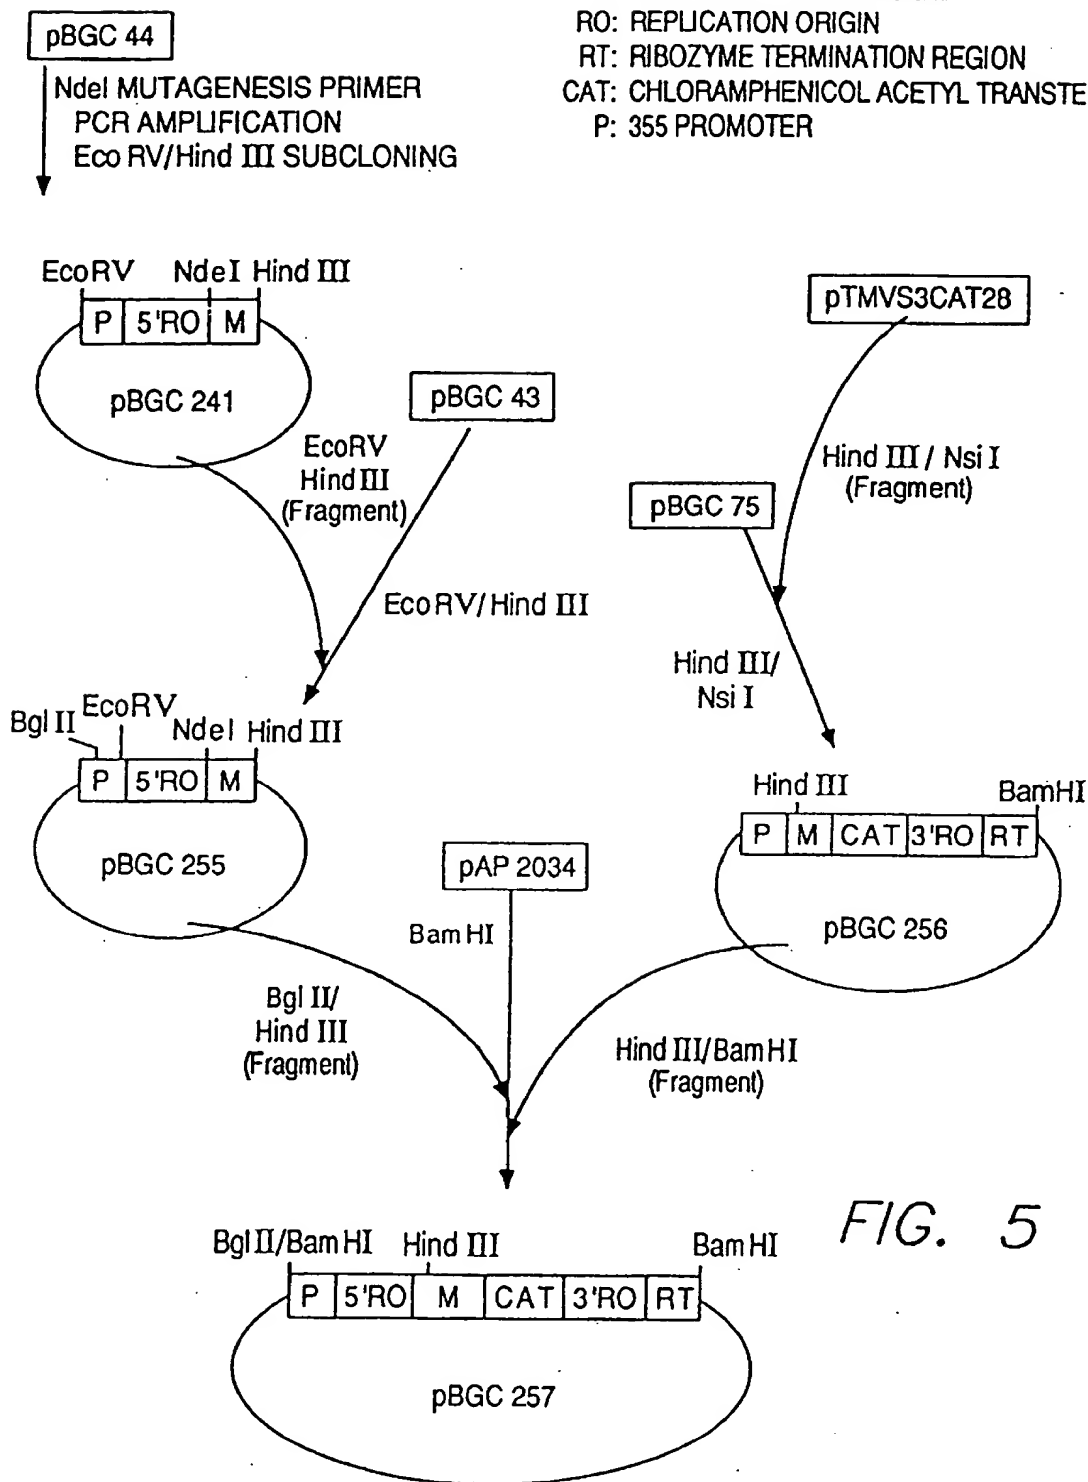 pBGC 44
RO: REPLICATION ORIGIN
RT: RIBOZYME TERMINATION REGION
CAT: CHLORAMPHENICOL ACETYL TRANSTE
P: 355 PROMOTER
NdeI MUTAGENESIS PRIMER
PCR AMPLIFICATION
Eco RV/Hind III SUBCLONING
EcoRV NdeI Hind III
P 5'RO M
pBGC 241
pTMVS3CAT28
pBGC 43
EcoRV
Hind III
(Fragment)
Hind III / Nsi I
(Fragment)
pBGC 75
EcoRV/Hind III
Hind III/
Nsi I
Bgl II EcoRV NdeI Hind III
P 5'RO M
pBGC 255
Hind III BamHI
P M CAT 3'RO RT
pBGC 256
pAP 2034
Bam HI
Bgl II/
Hind III
(Fragment)
Hind III/Bam HI
(Fragment)
Bgl II/Bam HI Hind III Bam HI
P 5'RO M CAT 3'RO RT
pBGC 257
FIG. 5